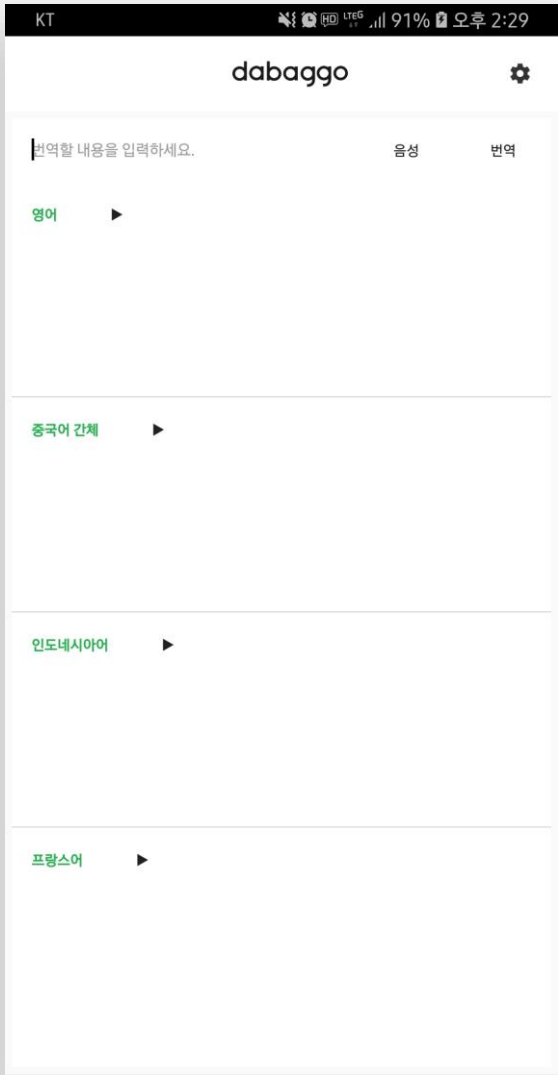 KT HD LTEG 91% 오후 2:29
dabaggo
번역할 내용을 입력하세요. 음성 번역
영어
중국어 간체
인도네시아어
프랑스어